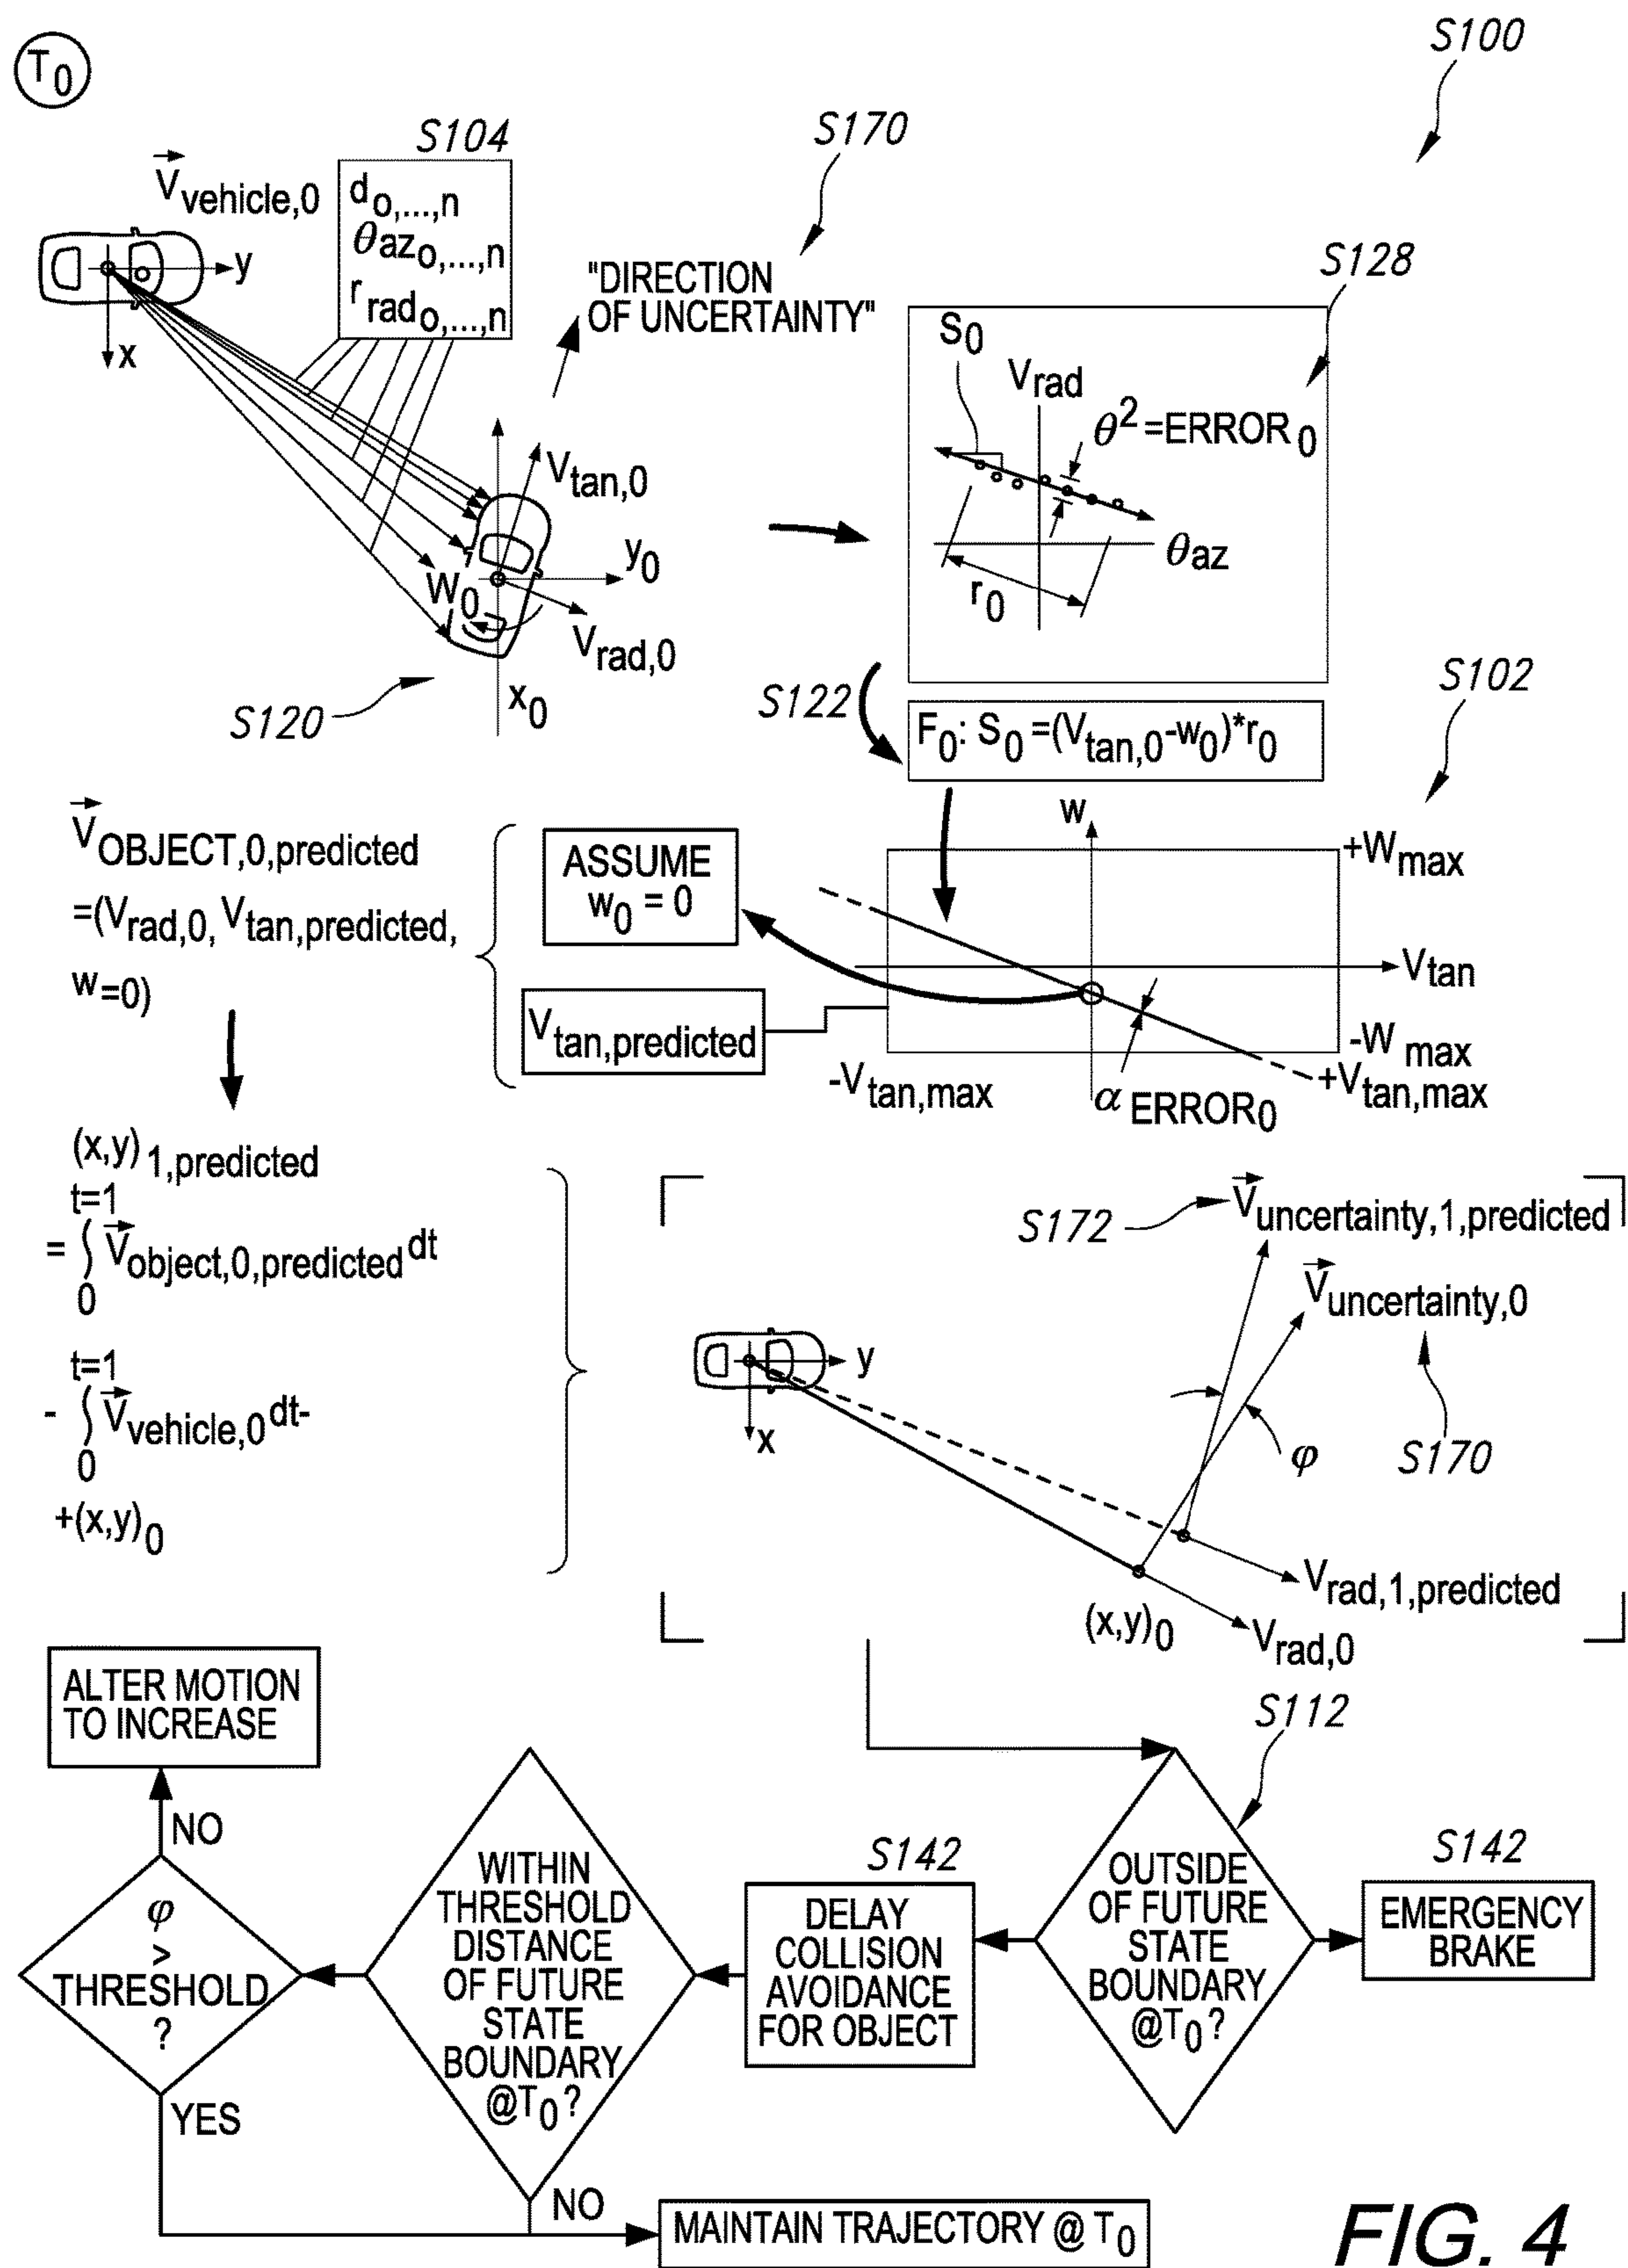 S100
T0
S104
S170
V⃗vehicle,0
do,...,n
θazo,...,n
rrado,...,n
y
x
"DIRECTION
OF UNCERTAINTY"
S128
S0
Vrad
θ²=ERROR0
θaz
r0
Vtan,0
y0
W0
Vrad,0
x0
S120
S122
F0: S0=(Vtan,0-w0)*r0
S102
V⃗OBJECT,0,predicted
=(Vrad,0, Vtan,predicted,
w=0)
ASSUME
w0 = 0
Vtan,predicted
w
+Wmax
Vtan
-Wmax
-Vtan,max
+Vtan,max
α ERROR0
(x,y)1,predicted
t=1
= ∫ V⃗object,0,predicted dt
0
t=1
- ∫ V⃗vehicle,0 dt-
0
+(x,y)0
S172
V⃗uncertainty,1,predicted
V⃗uncertainty,0
S170
φ
y
x
Vrad,1,predicted
(x,y)0
Vrad,0
S112
ALTER MOTION
TO INCREASE
NO
φ
>
THRESHOLD
?
YES
WITHIN
THRESHOLD
DISTANCE
OF FUTURE
STATE
BOUNDARY
@T0?
NO
S142
DELAY
COLLISION
AVOIDANCE
FOR OBJECT
OUTSIDE
OF FUTURE
STATE
BOUNDARY
@T0?
S142
EMERGENCY
BRAKE
MAINTAIN TRAJECTORY @ T0
FIG. 4